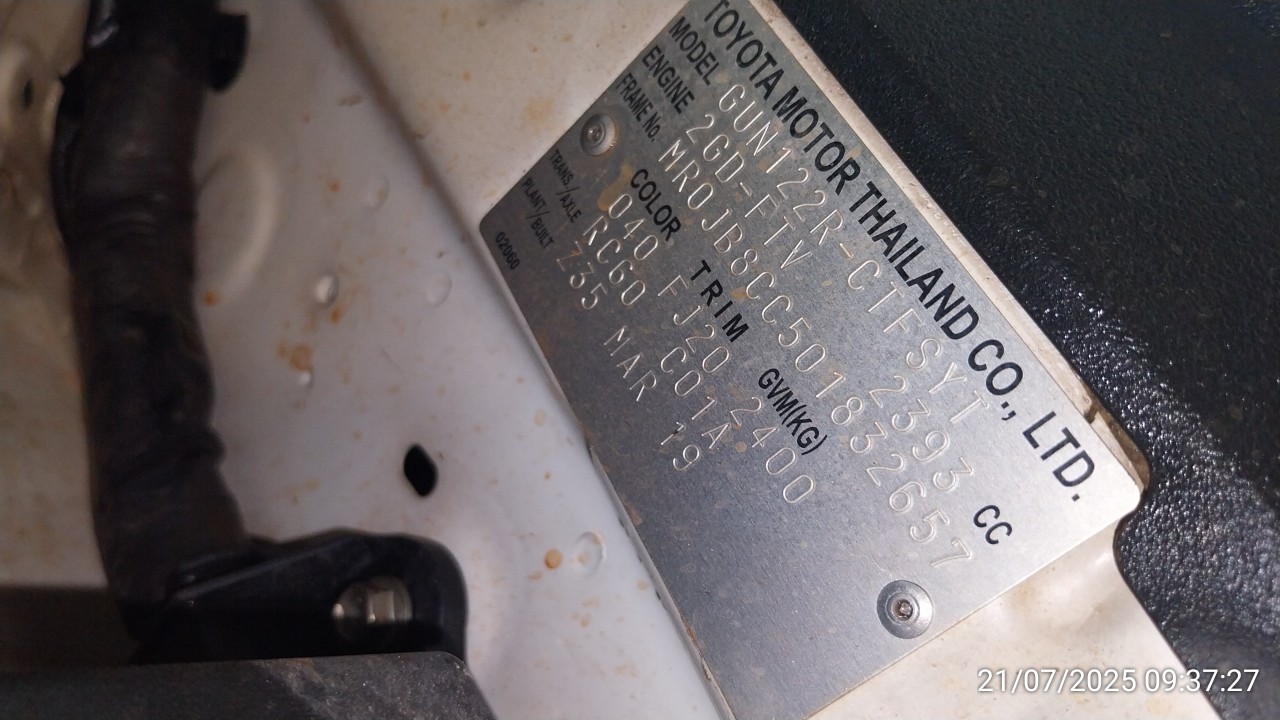 TOYOTA MOTOR THAILAND CO., LTD.
MODEL GUN122R-CTFSYT
ENGINE 2GD-FTV 2393 CC
FRAME No. MR0JB8CC501832657
COLOR TRIM GVM(KG)
040 FJ20 2400
TRANS./AXLE RC60 C01A
PLANT/BUILT Z35 MAR 19
02060
21/07/2025 09:37:27